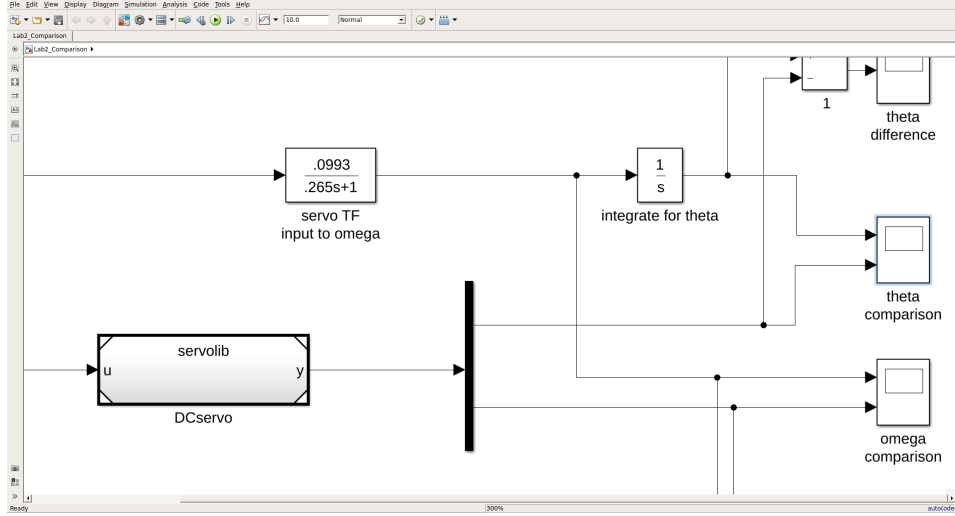 File Edit View Display Diagram Simulation Analysis Code Tools Help
10.0 Normal
Lab2_Comparison
Lab2_Comparison
1
theta
difference
.0993
.265s+1
servo TF
input to omega
1
s
integrate for theta
theta
comparison
servolib
u y
DCservo
omega
comparison
Ready 300% auto(ode